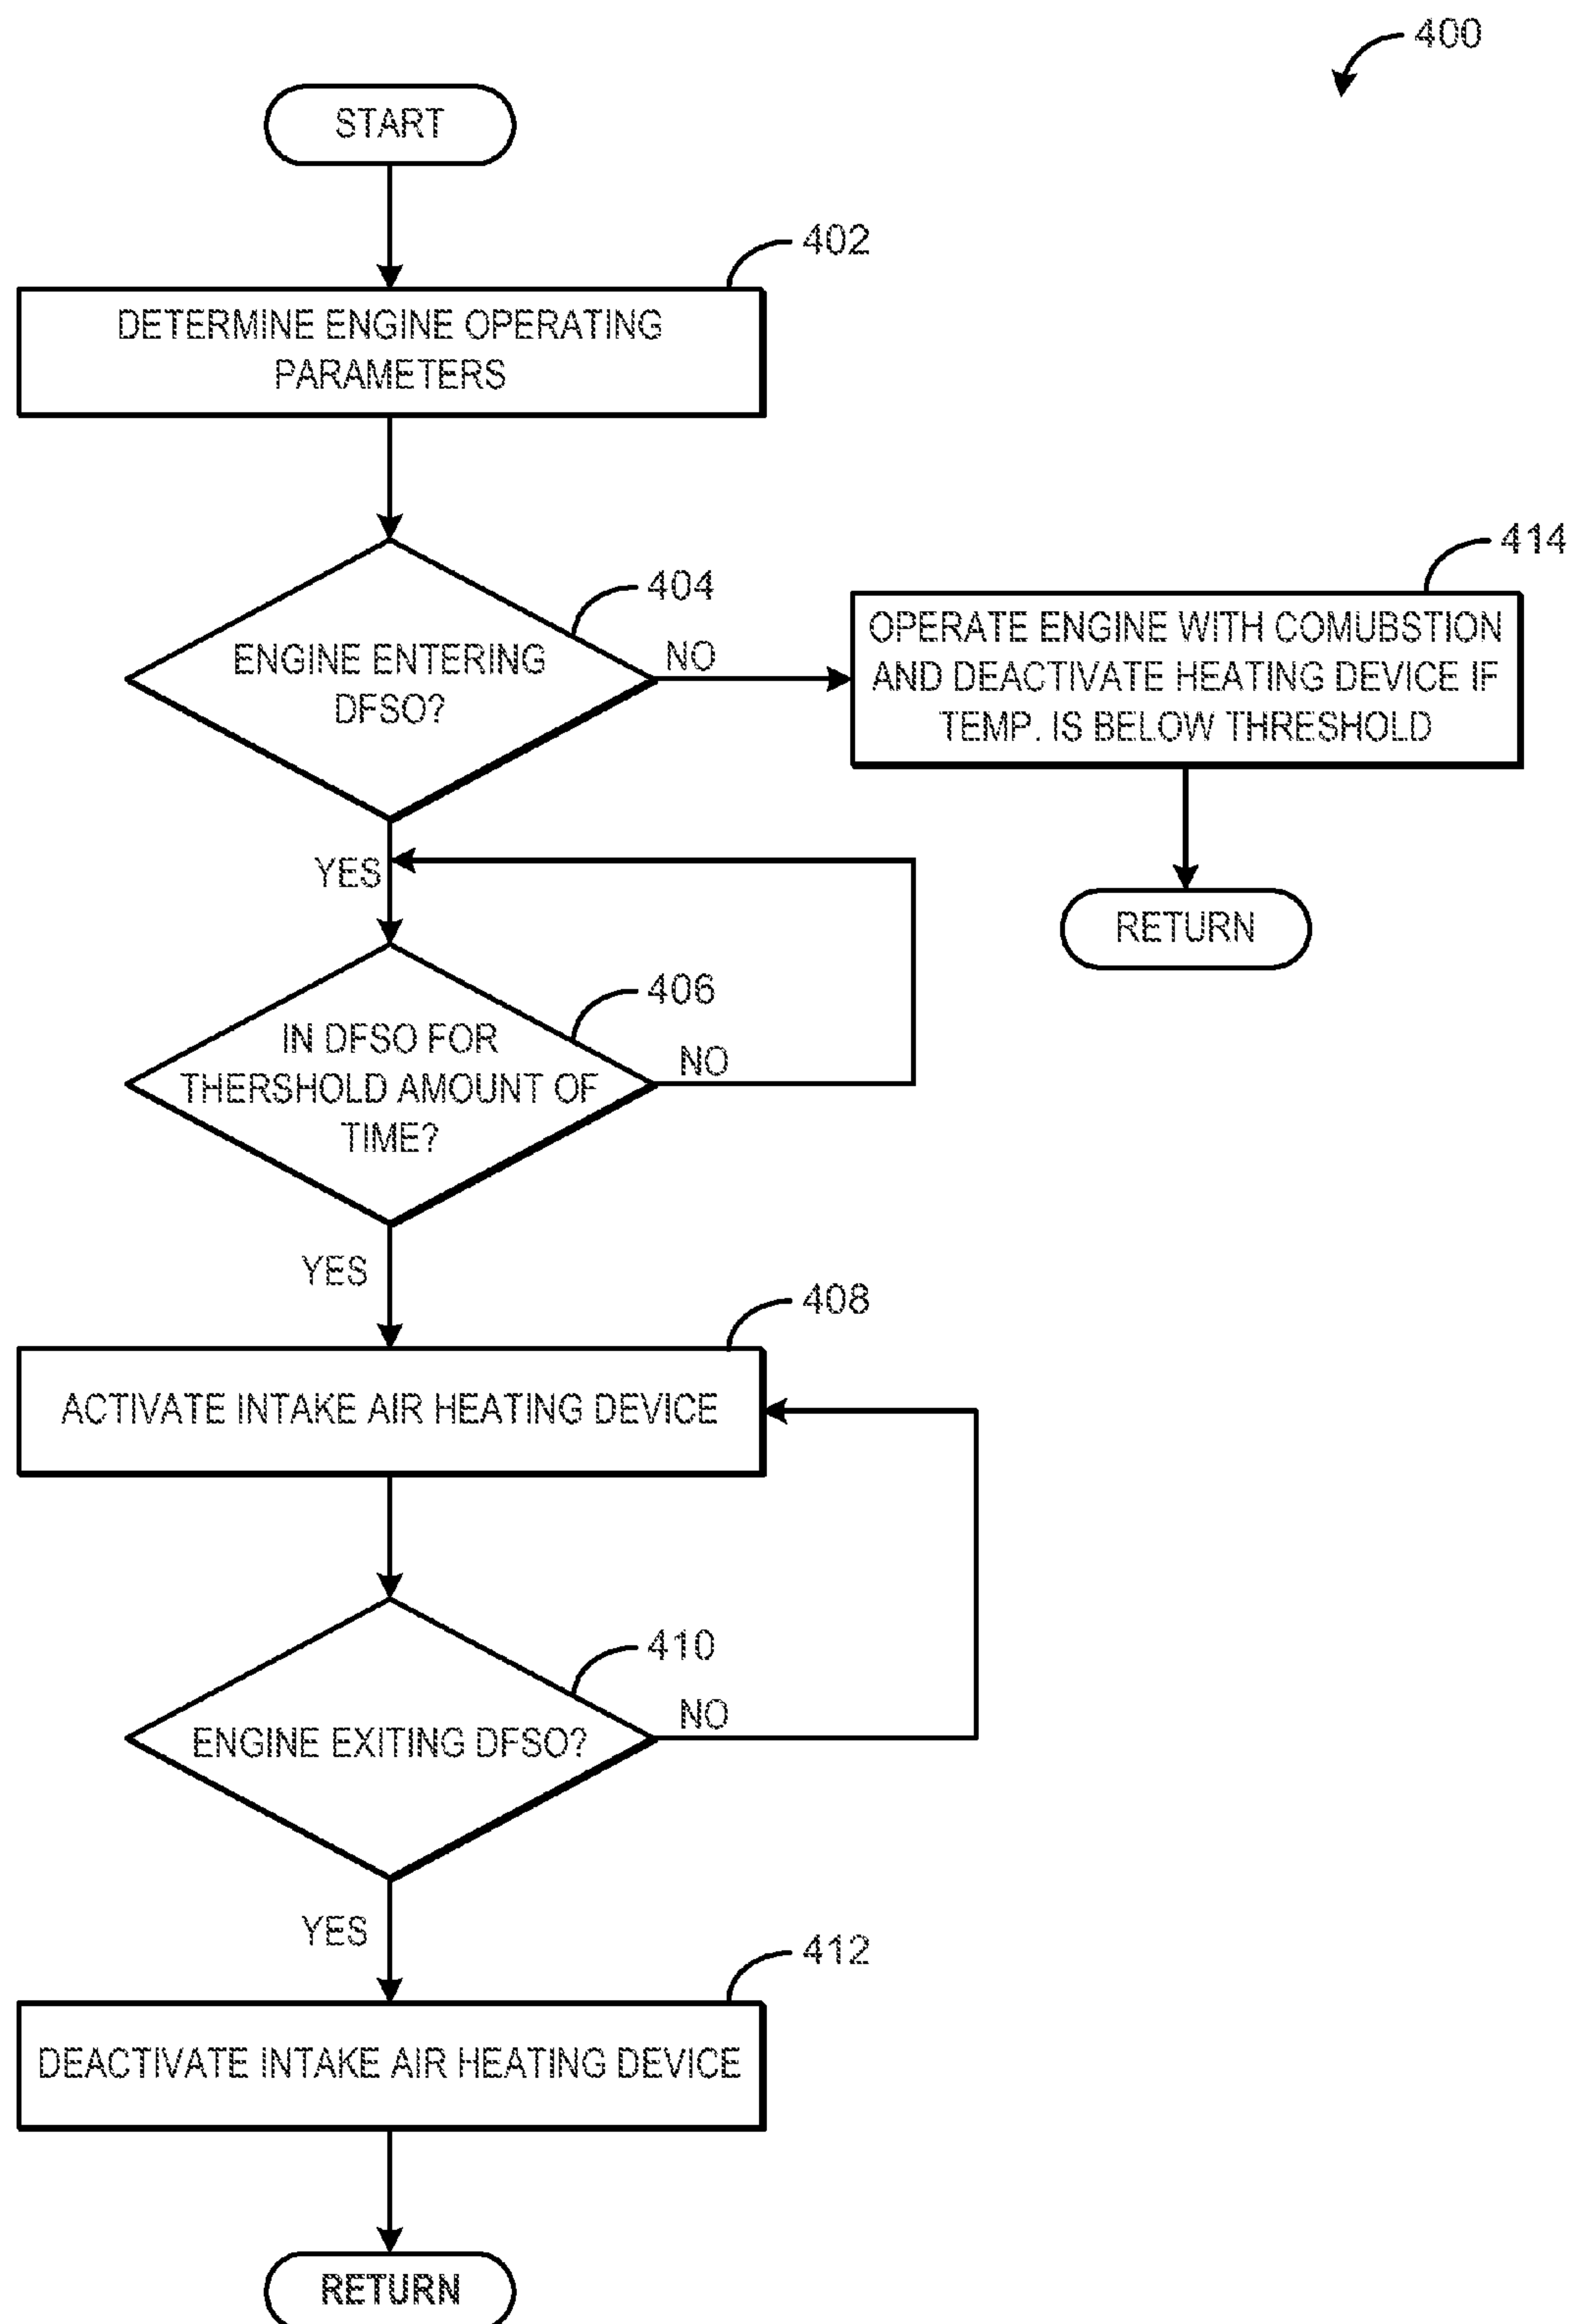 400
START
402
DETERMINE ENGINE OPERATING
PARAMETERS
404
ENGINE ENTERING
DFSO?
NO
414
OPERATE ENGINE WITH COMUBSTION
AND DEACTIVATE HEATING DEVICE IF
TEMP. IS BELOW THRESHOLD
RETURN
YES
406
IN DFSO FOR
THERSHOLD AMOUNT OF
TIME?
NO
YES
408
ACTIVATE INTAKE AIR HEATING DEVICE
410
ENGINE EXITING DFSO?
NO
YES
412
DEACTIVATE INTAKE AIR HEATING DEVICE
RETURN